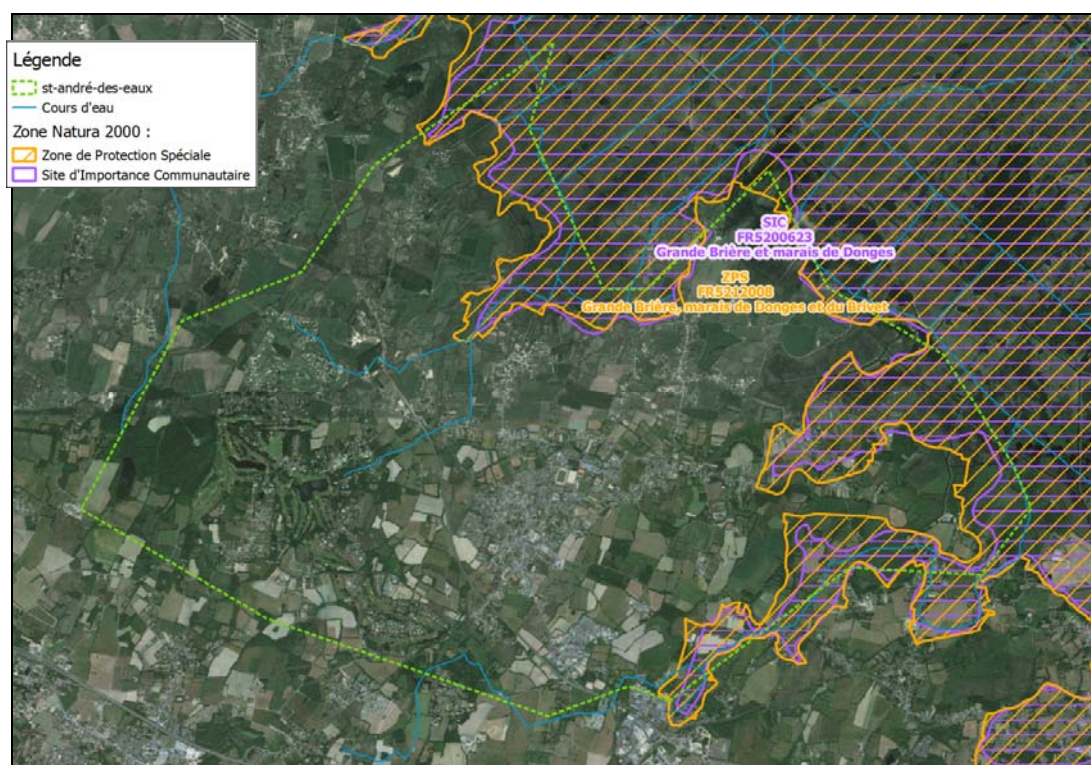 Légende
st-andré-des-eaux
Cours d'eau
Zone Natura 2000 :
Zone de Protection Spéciale
Site d'Importance Communautaire
SIC
FR5200623
Grande Brière et marais de Donges
ZPS
FR5212008
Grande Brière, marais de Donges et du Brivet